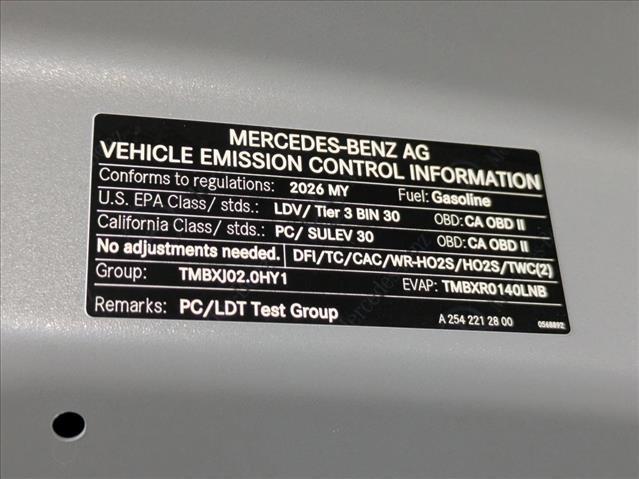 MERCEDES-BENZ AG
VEHICLE EMISSION CONTROL INFORMATION
Conforms to regulations: 2026 MY Fuel: Gasoline
U.S. EPA Class/ stds.: LDV/ Tier 3 BIN 30 OBD: CA OBD II
California Class/ stds.: PC/ SULEV 30 OBD: CA OBD II
No adjustments needed. DFI/TC/CAC/WR-HO2S/HO2S/TWC(2)
Group: TMBXJ02.0HY1 EVAP: TMBXR0140LNB
Remarks: PC/LDT Test Group A 254 221 28 00